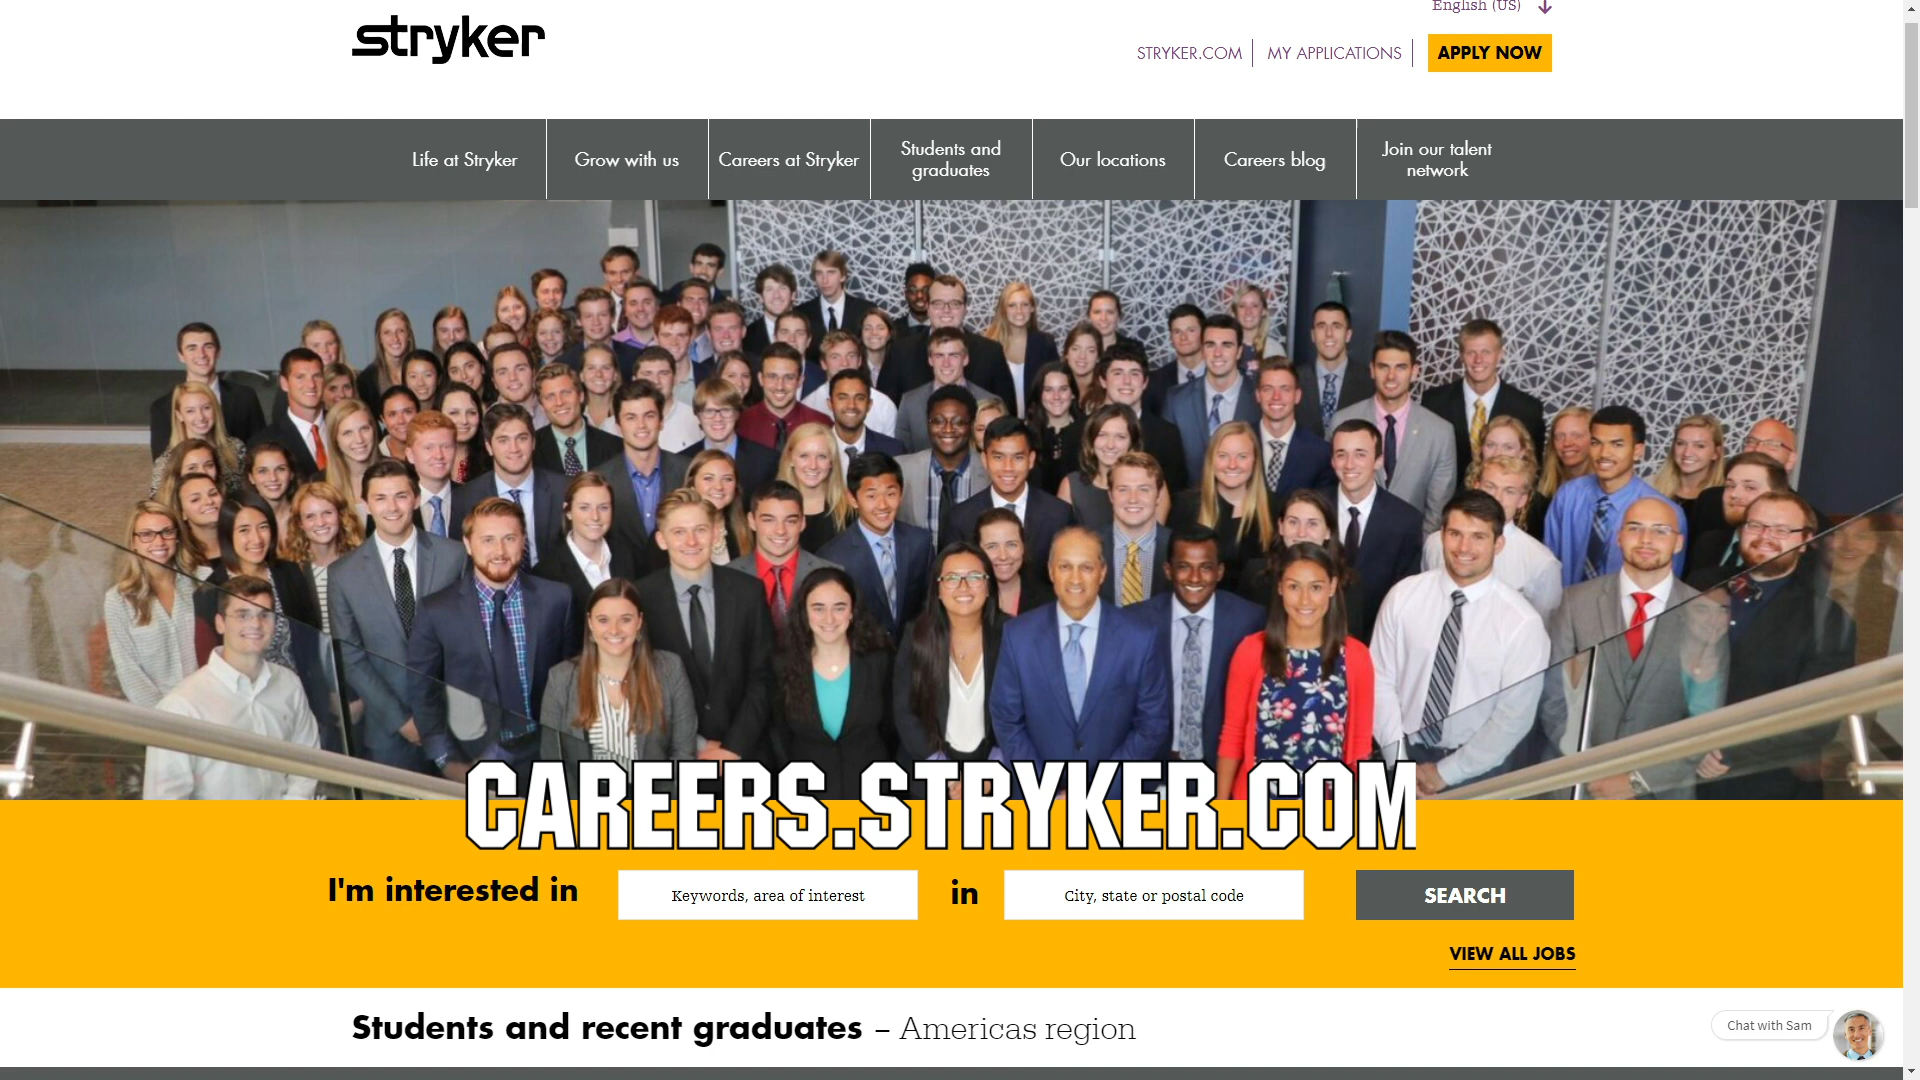 English (US)
stryker
STRYKER.COM
MY APPLICATIONS
APPLY NOW
Life at Stryker
Grow with us
Careers at Stryker
Students and
graduates
Our locations
Careers blog
Join our talent
network
CAREERS.STRYKER.COM
I'm interested in
Keywords, area of interest
in
City, state or postal code
SEARCH
VIEW ALL JOBS
Students and recent graduates – Americas region
Chat with Sam